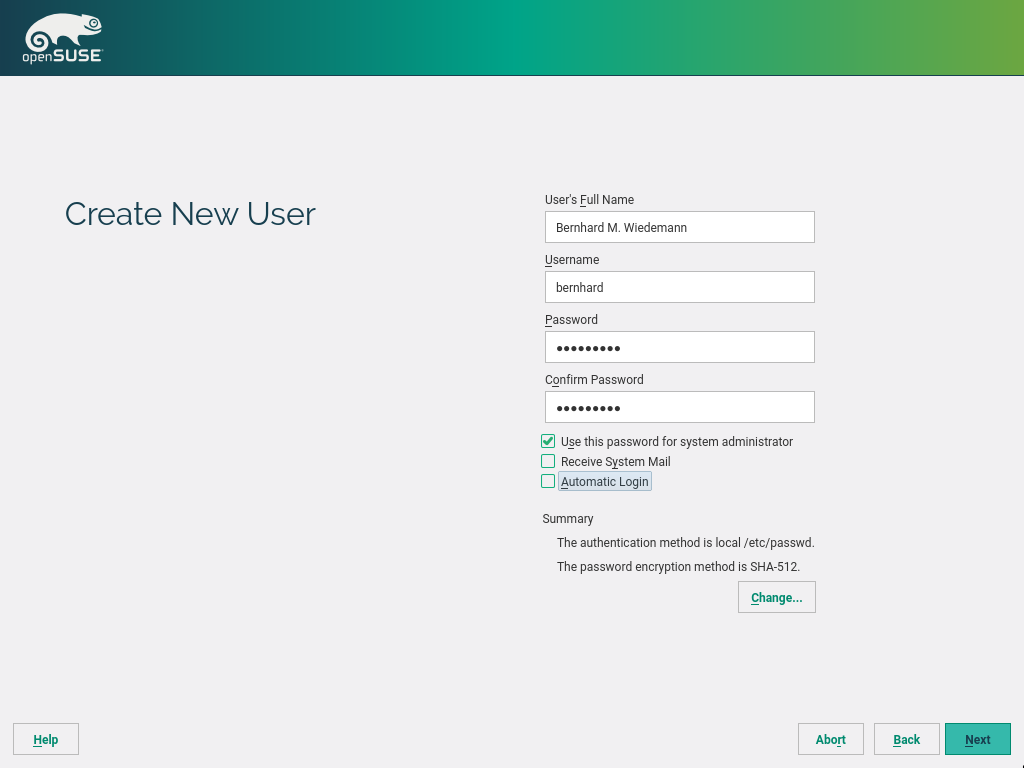 openSUSE
Create New User
User's Full Name
Bernhard M. Wiedemann
Username
bernhard
Password
●●●●●●●●●
Confirm Password
●●●●●●●●●
Use this password for system administrator
Receive System Mail
Automatic Login
Summary
The authentication method is local /etc/passwd.
The password encryption method is SHA-512.
Change...
Help
Abort
Back
Next